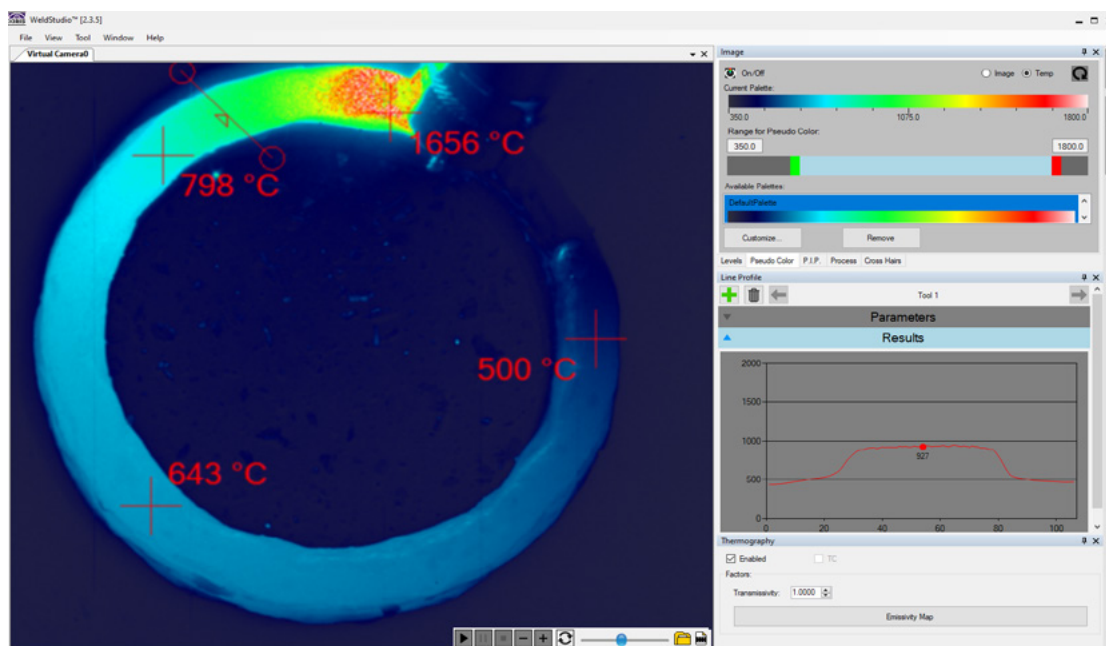 WeldStudio™ [2.3.5]
File View Tool Window Help
Virtual Camera0
1656 °C
798 °C
500 °C
643 °C
Image
On/Off Image Temp
Current Palette:
350.0 1075.0 1800.0
Range for Pseudo Color:
350.0 1800.0
Available Palettes:
DefaultPalette
Customize... Remove
Levels Pseudo Color P.I.P. Process Cross Hairs
Line Profile
Tool 1
Parameters
Results
2000
1500
1000
927
500
0
0 20 40 60 80 100
Thermography
Enabled TC
Factors:
Transmissivity: 1.0000
Emissivity Map